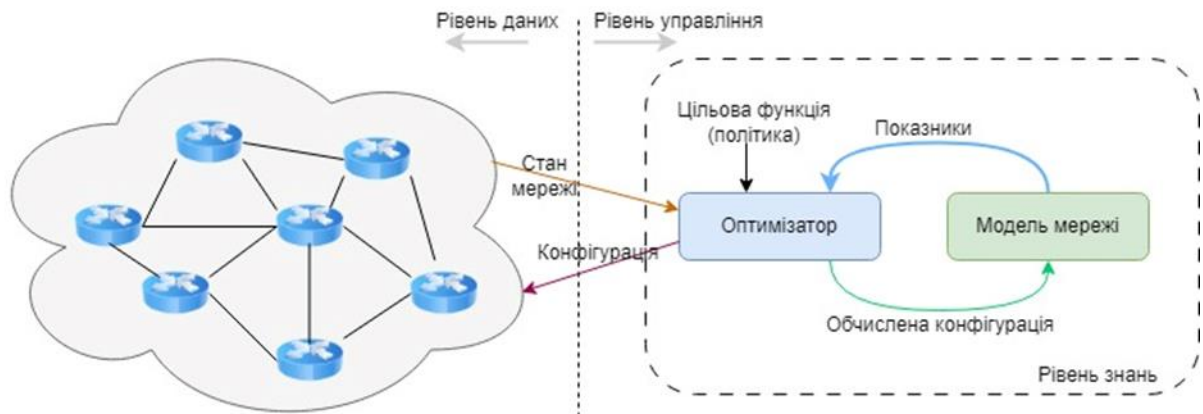 Рівень даних
Рівень управління
Цільова функція
(політика)
Показники
Стан
мережі
Оптимізатор
Модель мережі
Конфігурація
Обчислена конфігурація
Рівень знань